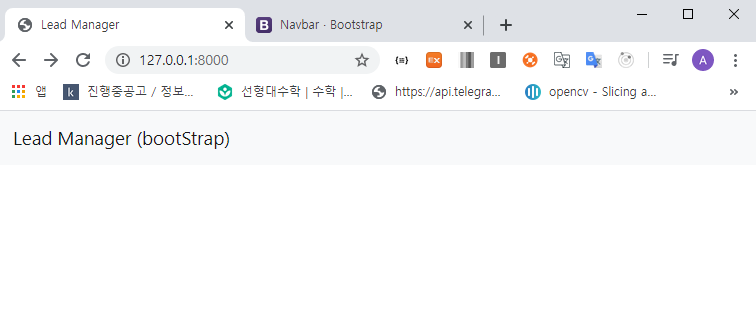 Lead Manager
Navbar · Bootstrap
127.0.0.1:8000
A
앱
진행중공고 / 정보...
선형대수학 | 수학 |...
https://api.telegra...
opencv - Slicing a...
Lead Manager (bootStrap)